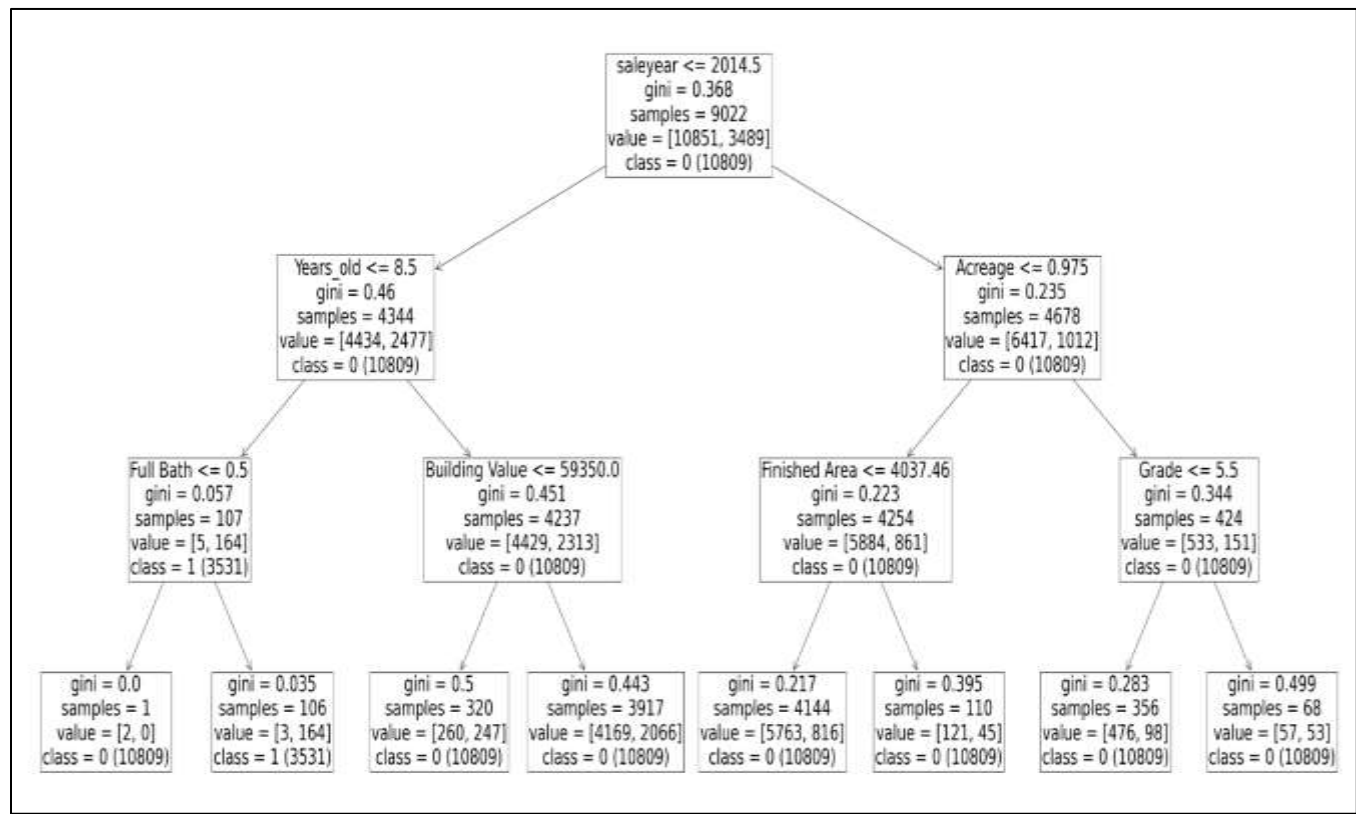 saleyear <= 2014.5
gini = 0.368
samples = 9022
value = [10851, 3489]
class = 0 (10809)
Years_old <= 8.5
gini = 0.46
samples = 4344
value = [4434, 2477]
class = 0 (10809)
Acreage <= 0.975
gini = 0.235
samples = 4678
value = [6417, 1012]
class = 0 (10809)
Full Bath <= 0.5
gini = 0.057
samples = 107
value = [5, 164]
class = 1 (3531)
Building Value <= 59350.0
gini = 0.451
samples = 4237
value = [4429, 2313]
class = 0 (10809)
Finished Area <= 4037.46
gini = 0.223
samples = 4254
value = [5884, 861]
class = 0 (10809)
Grade <= 5.5
gini = 0.344
samples = 424
value = [533, 151]
class = 0 (10809)
gini = 0.0
samples = 1
value = [2, 0]
class = 0 (10809)
gini = 0.035
samples = 106
value = [3, 164]
class = 1 (3531)
gini = 0.5
samples = 320
value = [260, 247]
class = 0 (10809)
gini = 0.443
samples = 3917
value = [4169, 2066]
class = 0 (10809)
gini = 0.217
samples = 4144
value = [5763, 816]
class = 0 (10809)
gini = 0.395
samples = 110
value = [121, 45]
class = 0 (10809)
gini = 0.283
samples = 356
value = [476, 98]
class = 0 (10809)
gini = 0.499
samples = 68
value = [57, 53]
class = 0 (10809)